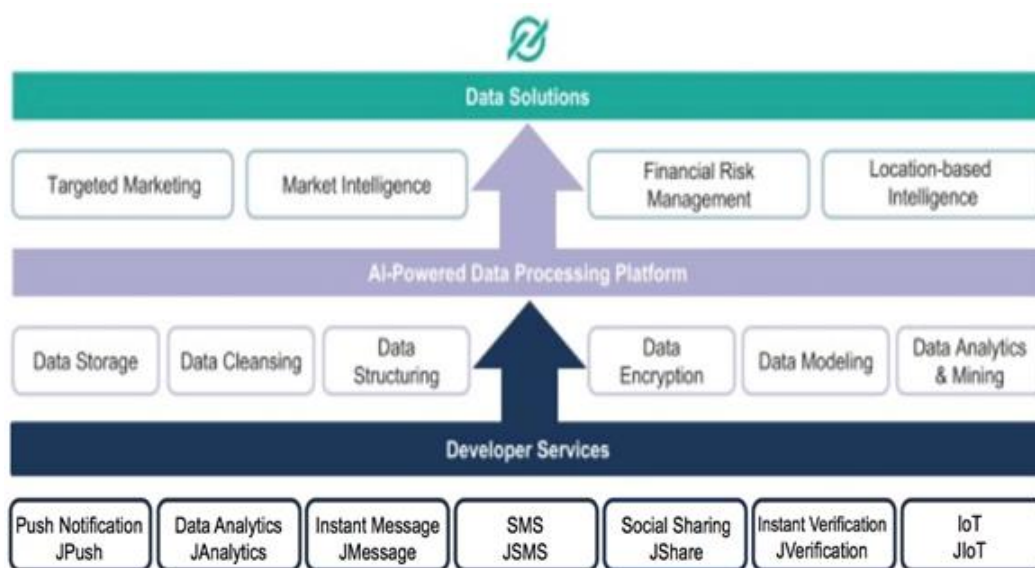 Data Solutions
Targeted Marketing
Market Intelligence
Financial Risk
Management
Location-based
Intelligence
AI-Powered Data Processing Platform
Data Storage
Data Cleansing
Data
Structuring
Data
Encryption
Data Modeling
Data Analytics
& Mining
Developer Services
Push Notification
JPush
Data Analytics
JAnalytics
Instant Message
JMessage
SMS
JSMS
Social Sharing
JShare
Instant Verification
JVerification
IoT
JIoT